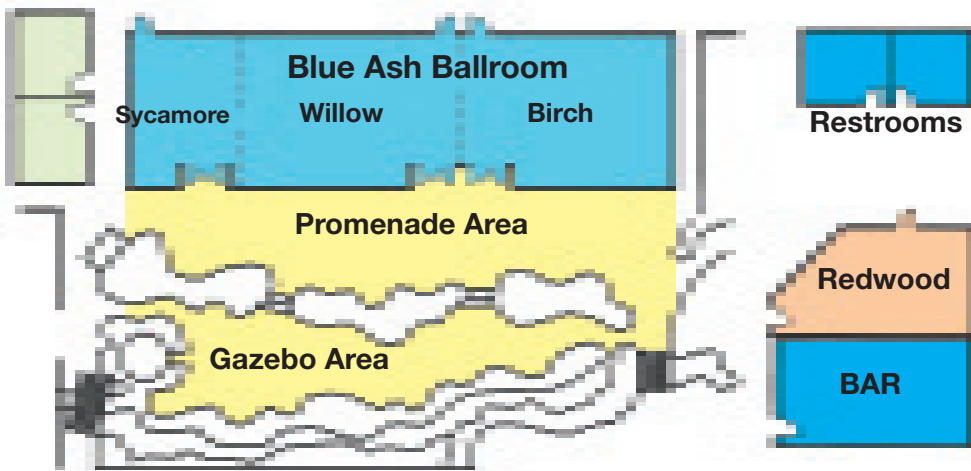 Blue Ash Ballroom
Sycamore
Willow
Birch
Restrooms
Promenade Area
Redwood
Gazebo Area
BAR